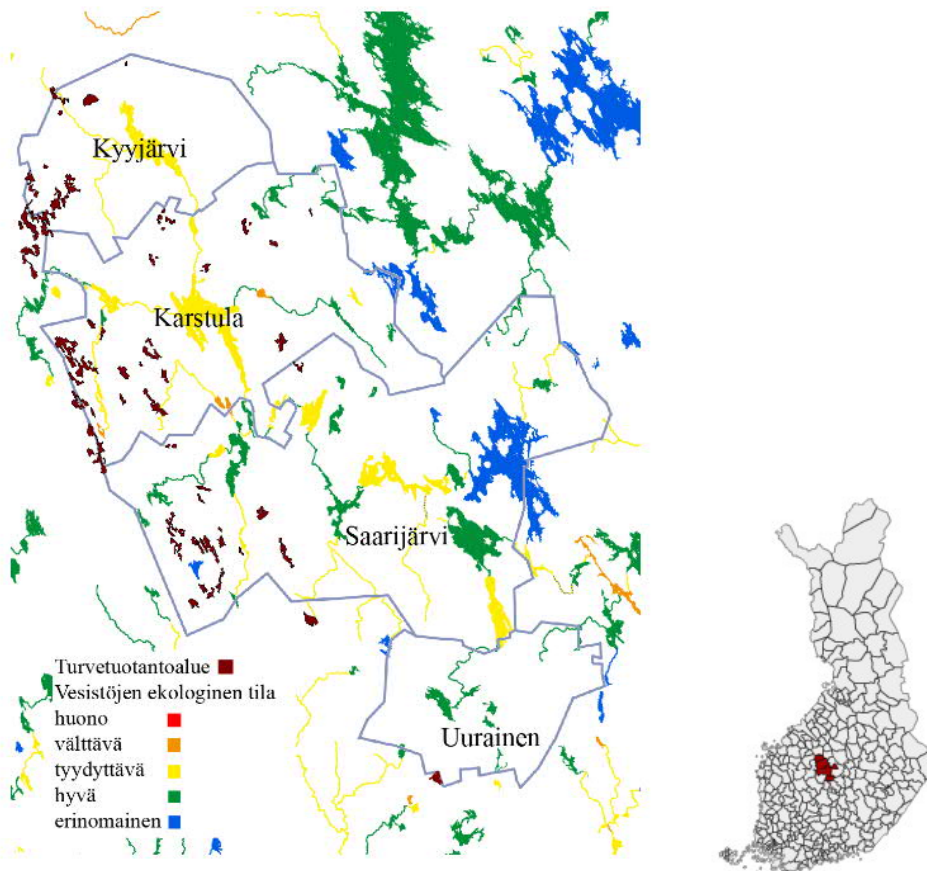 Kyyjärvi
Karstula
Saarijärvi
Uurainen
Turvetuotantoalue
Vesistöjen ekologinen tila
huono
välttävä
tyydyttävä
hyvä
erinomainen